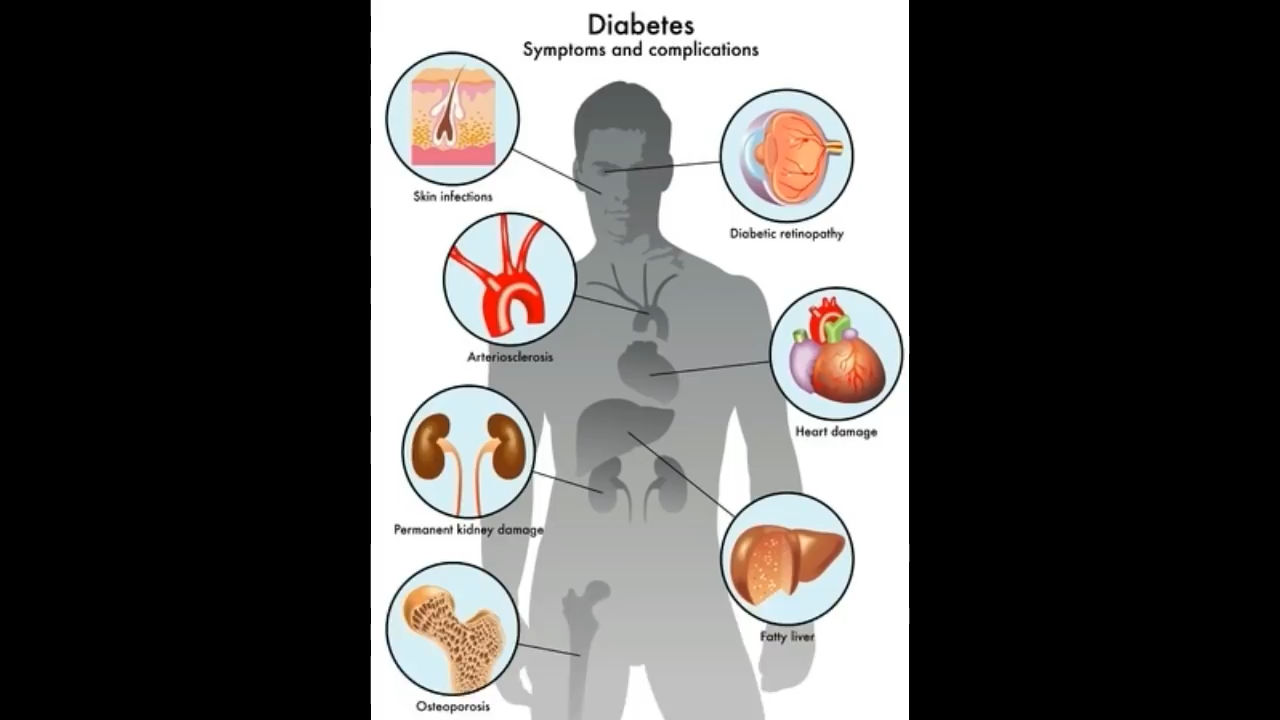 Diabetes
Symptoms and complications
Skin infections
Diabetic retinopathy
Arteriosclerosis
Heart damage
Permanent kidney damage
Fatty liver
Osteoporosis